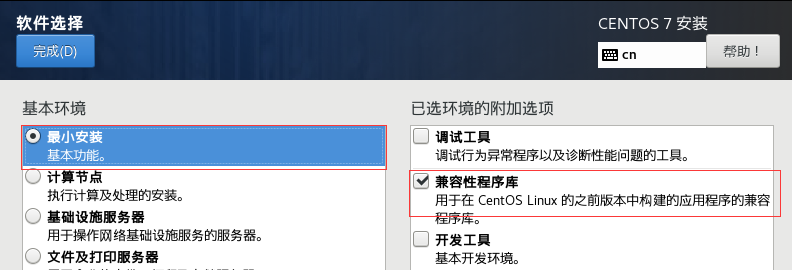 软件选择
CENTOS 7 安装
完成(D)
cn
帮助！
基本环境
已选环境的附加选项
最小安装
基本功能。
计算节点
执行计算及处理的安装。
基础设施服务器
用于操作网络基础设施服务的服务器。
文件及打印服务器
调试工具
调试行为异常程序以及诊断性能问题的工具。
兼容性程序库
用于在 CentOS Linux 的之前版本中构建的应用程序的兼容
程序库。
开发工具
基本开发环境。